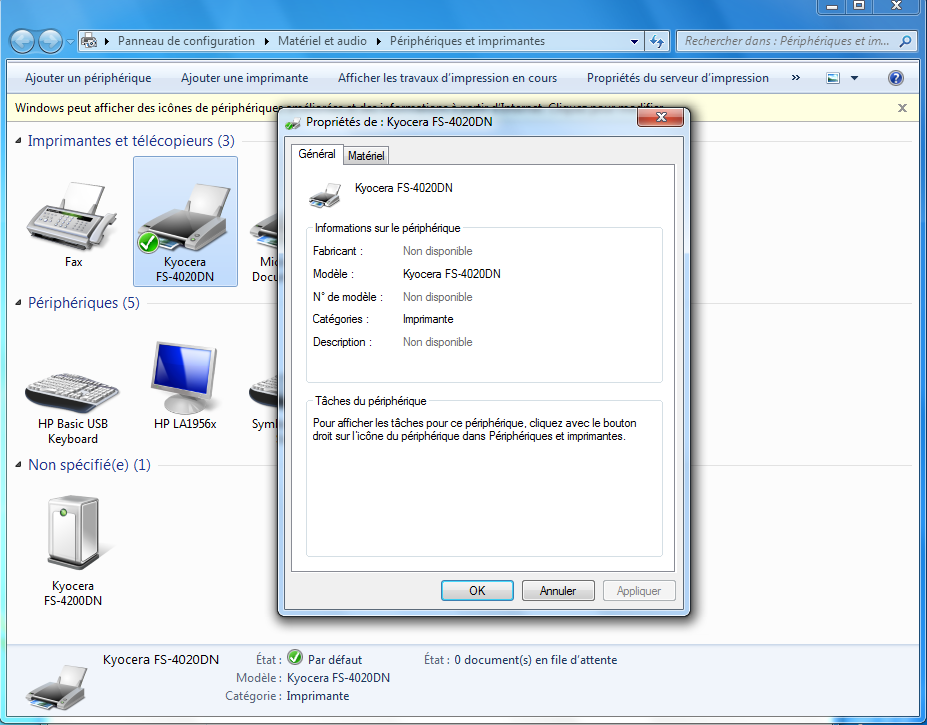 Panneau de configuration
Matériel et audio
Périphériques et imprimantes
Rechercher dans : Périphériques et im...
Ajouter un périphérique
Ajouter une imprimante
Afficher les travaux d'impression en cours
Propriétés du serveur d'impression
»
Windows peut afficher des icônes de périphériques
Imprimantes et télécopieurs (3)
Fax
Kyocera
FS-4020DN
Mic
Docu
Périphériques (5)
HP Basic USB
Keyboard
HP LA1956x
Symb
Non spécifié(e) (1)
Kyocera
FS-4200DN
Propriétés de : Kyocera FS-4020DN
Général
Matériel
Kyocera FS-4020DN
Informations sur le périphérique
Fabricant : Non disponible
Modèle : Kyocera FS-4020DN
N° de modèle : Non disponible
Catégories : Imprimante
Description : Non disponible
Tâches du périphérique
Pour afficher les tâches pour ce périphérique, cliquez avec le bouton
droit sur l'icône du périphérique dans Périphériques et imprimantes.
OK
Annuler
Appliquer
Kyocera FS-4020DN
État : Par défaut
État : 0 document(s) en file d'attente
Modèle : Kyocera FS-4020DN
Catégorie : Imprimante